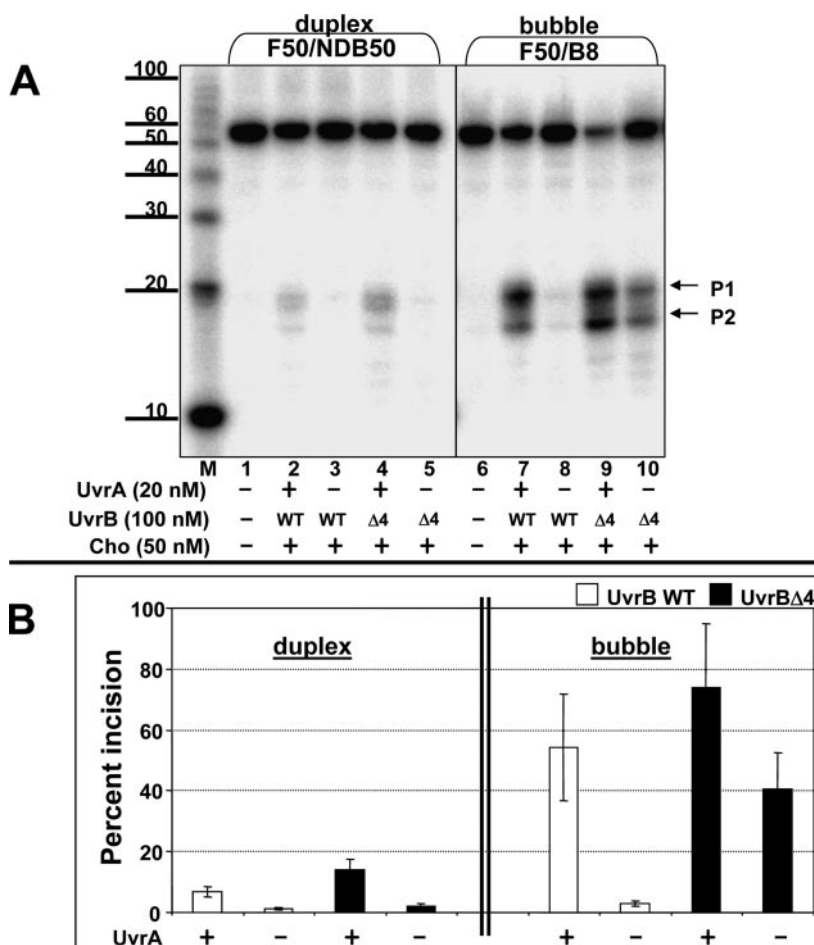 duplex bubble
F50/NDB50 F50/B8
A
100
60
50
40
30
20
10
P1
P2
M 1 2 3 4 5 6 7 8 9 10
UvrA (20 nM) – + – + – – + – + –
UvrB (100 nM) – WT WT Δ4 Δ4 – WT WT Δ4 Δ4
Cho (50 nM) – + + + + – + + + +
B
UvrB WT UvrBΔ4
duplex bubble
Percent incision
100
80
60
40
20
0
UvrA + – + – + – + –